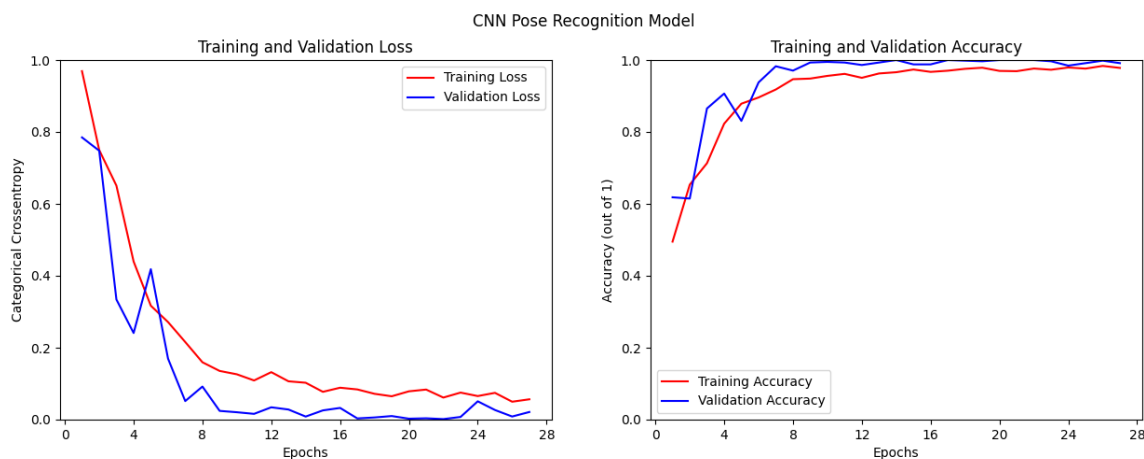 CNN Pose Recognition Model
Training and Validation Loss
Categorical Crossentropy
1.0
0.8
0.6
0.4
0.2
0.0
Training Loss
Validation Loss
0 4 8 12 16 20 24 28
Epochs
Training and Validation Accuracy
Accuracy (out of 1)
1.0
0.8
0.6
0.4
0.2
0.0
Training Accuracy
Validation Accuracy
0 4 8 12 16 20 24 28
Epochs